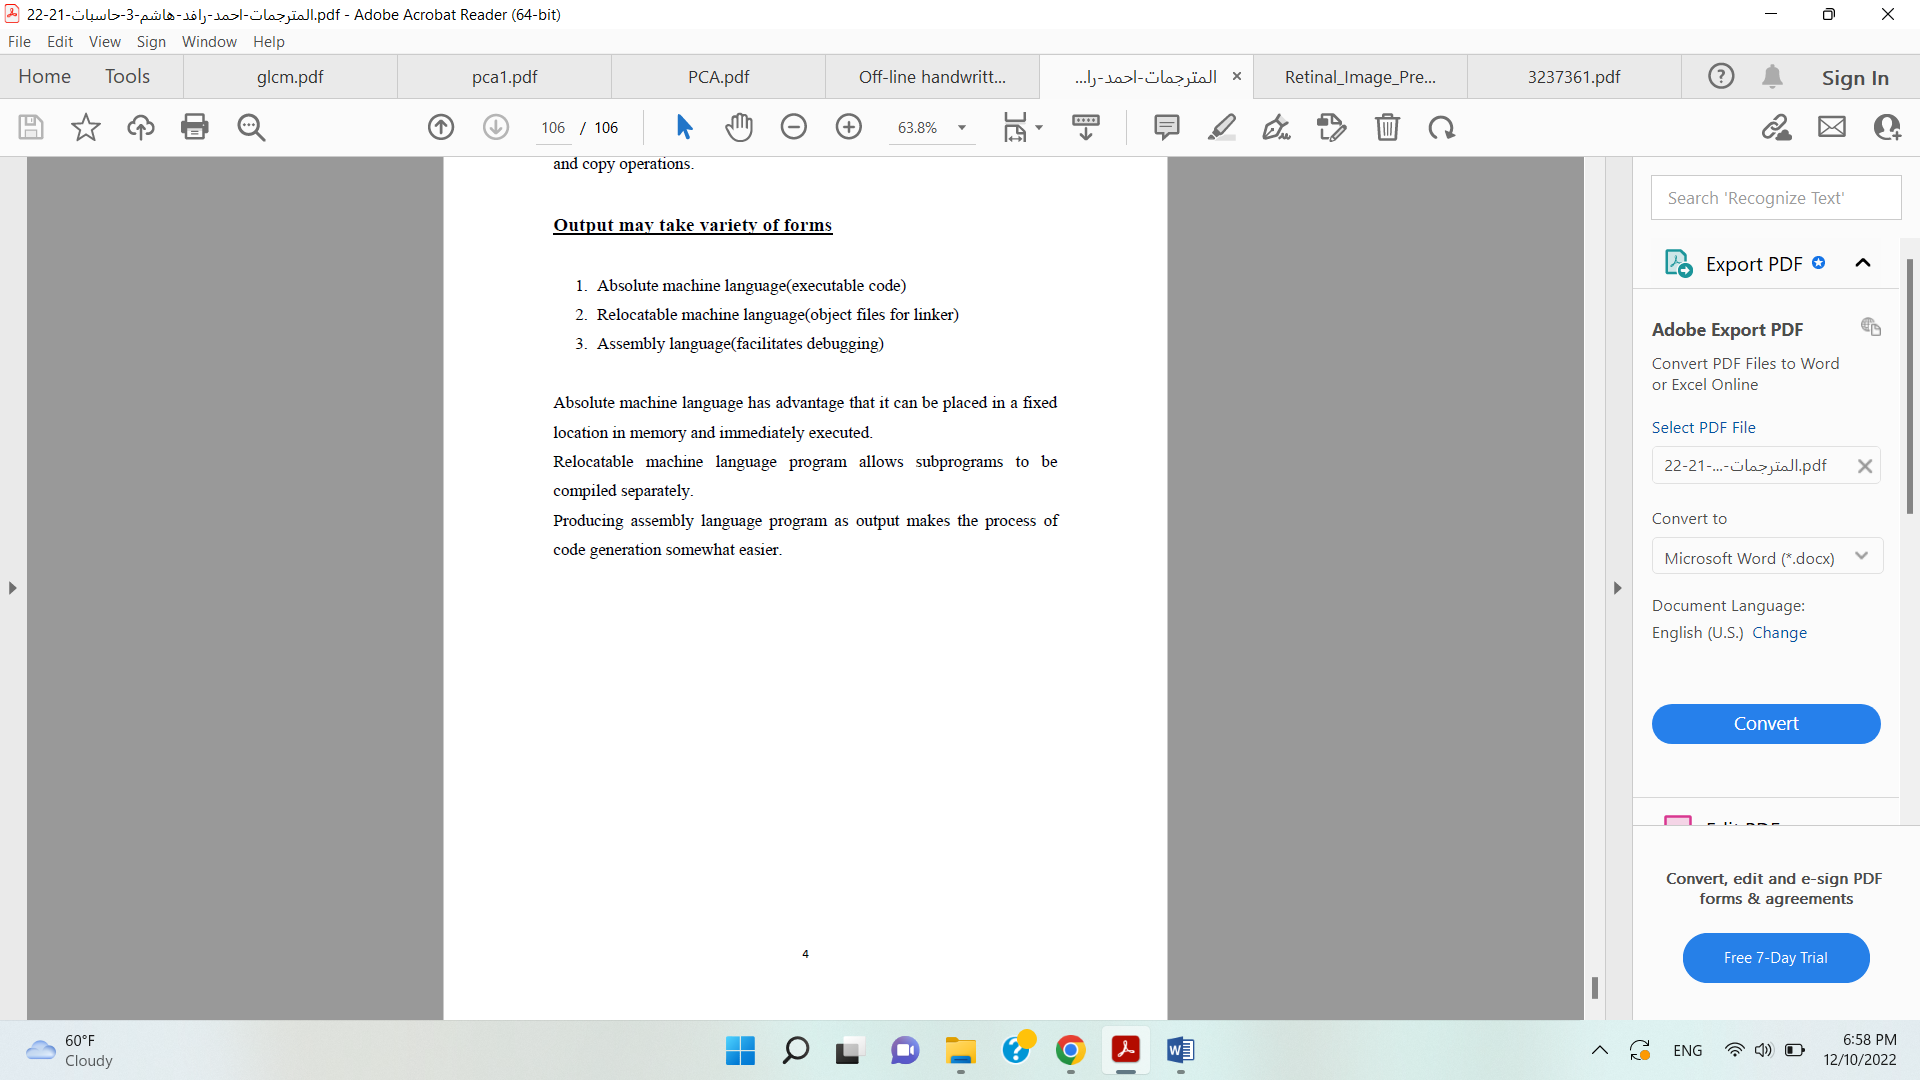 المترجمات-احمد-رافد-هاشم-3-حاسبات-21-22.pdf - Adobe Acrobat Reader (64-bit)
File Edit View Sign Window Help
Home Tools glcm.pdf pca1.pdf PCA.pdf Off-line handwritt... المترجمات-احمد-را... Retinal_Image_Pre... 3237361.pdf Sign In
106 / 106 63.8%
and copy operations.
Output may take variety of forms
1. Absolute machine language(executable code)
2. Relocatable machine language(object files for linker)
3. Assembly language(facilitates debugging)
Absolute machine language has advantage that it can be placed in a fixed
location in memory and immediately executed.
Relocatable machine language program allows subprograms to be
compiled separately.
Producing assembly language program as output makes the process of
code generation somewhat easier.
4
Search 'Recognize Text'
Export PDF
Adobe Export PDF
Convert PDF Files to Word
or Excel Online
Select PDF File
المترجمات-...-21-22.pdf
Convert to
Microsoft Word (*.docx)
Document Language:
English (U.S.) Change
Convert
Edit PDF
Convert, edit and e-sign PDF
forms & agreements
Free 7-Day Trial
60°F
Cloudy
ENG
6:58 PM
12/10/2022